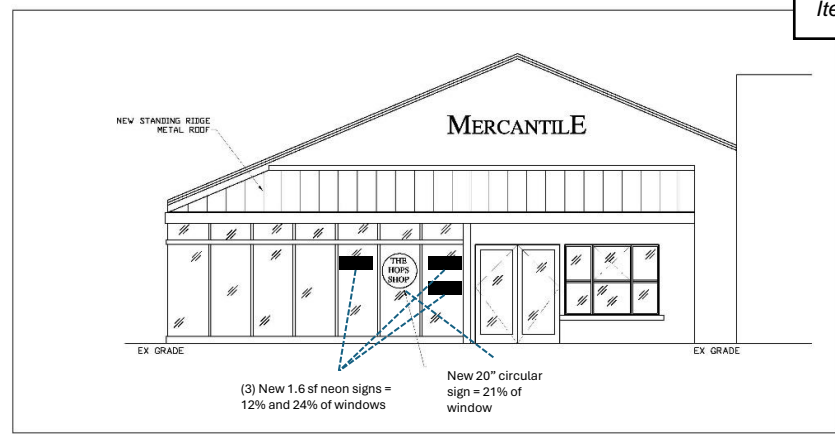 Ite
NEW STANDING RIDGE
METAL ROOF
MERCANTILE
THE
HOPS
SHOP
EX GRADE
EX GRADE
(3) New 1.6 sf neon signs =
12% and 24% of windows
New 20” circular
sign = 21% of
window